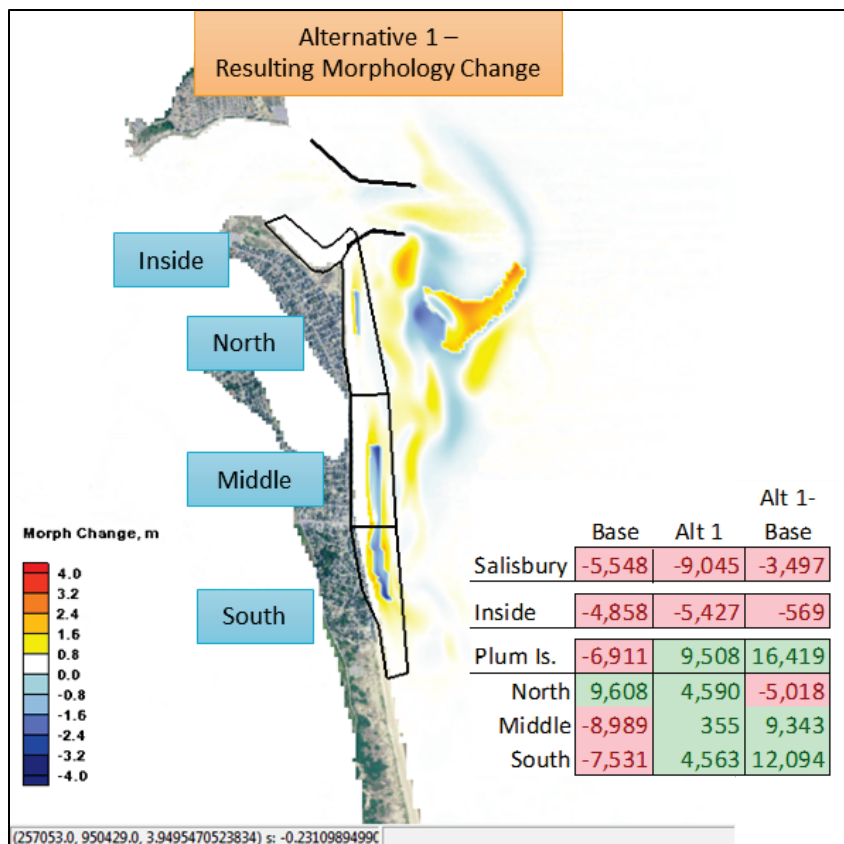 Alternative 1 –
Resulting Morphology Change
Inside
North
Middle
South
Morph Change, m
4.0
3.2
2.4
1.6
0.8
0.0
-0.8
-1.6
-2.4
-3.2
-4.0
Alt 1-
Base Alt 1 Base
Salisbury -5,548 -9,045 -3,497
Inside -4,858 -5,427 -569
Plum Is. -6,911 9,508 16,419
North 9,608 4,590 -5,018
Middle -8,989 355 9,343
South -7,531 4,563 12,094
(257053.0, 950429.0, 3.9495470523834) s: -0.2310989499